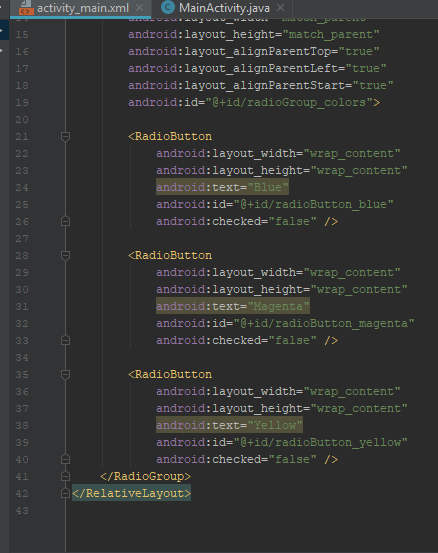 activity_main.xml MainActivity.java
14 android:layout_width="match_parent"
15 android:layout_height="match_parent"
16 android:layout_alignParentTop="true"
17 android:layout_alignParentLeft="true"
18 android:layout_alignParentStart="true"
19 android:id="@+id/radioGroup_colors">
20
21 <RadioButton
22 android:layout_width="wrap_content"
23 android:layout_height="wrap_content"
24 android:text="Blue"
25 android:id="@+id/radioButton_blue"
26 android:checked="false" />
27
28 <RadioButton
29 android:layout_width="wrap_content"
30 android:layout_height="wrap_content"
31 android:text="Magenta"
32 android:id="@+id/radioButton_magenta"
33 android:checked="false" />
34
35 <RadioButton
36 android:layout_width="wrap_content"
37 android:layout_height="wrap_content"
38 android:text="Yellow"
39 android:id="@+id/radioButton_yellow"
40 android:checked="false" />
41 </RadioGroup>
42 </RelativeLayout>
43